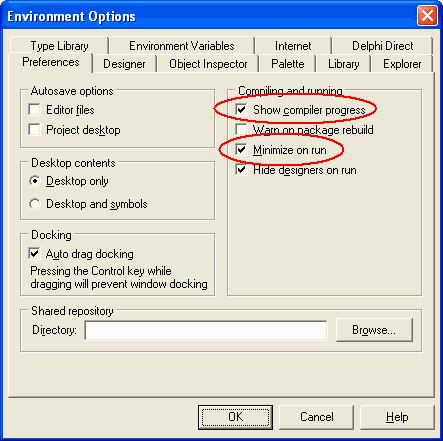 Environment Options
Type Library
Environment Variables
Internet
Delphi Direct
Preferences
Designer
Object Inspector
Palette
Library
Explorer
Autosave options
Editor files
Project desktop
Desktop contents
Desktop only
Desktop and symbols
Docking
Auto drag docking
Pressing the Control key while
dragging will prevent window docking
Compiling and running
Show compiler progress
Warn on package rebuild
Minimize on run
Hide designers on run
Shared repository
Directory:
Browse...
OK
Cancel
Help